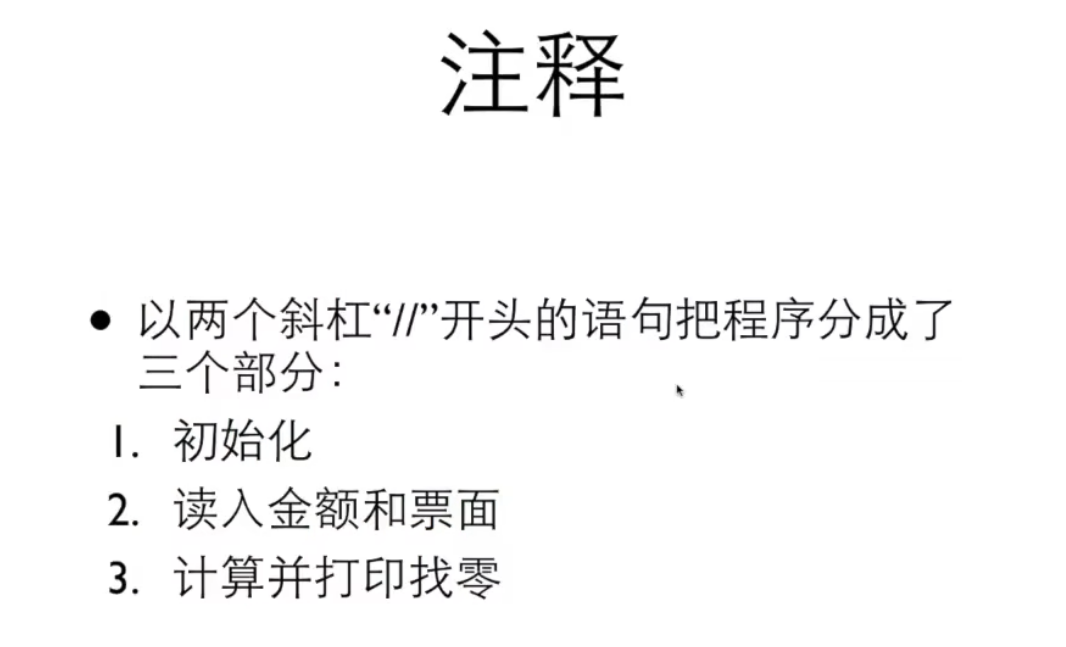 注释
• 以两个斜杠“//”开头的语句把程序分成了
三个部分：
1. 初始化
2. 读入金额和票面
3. 计算并打印找零